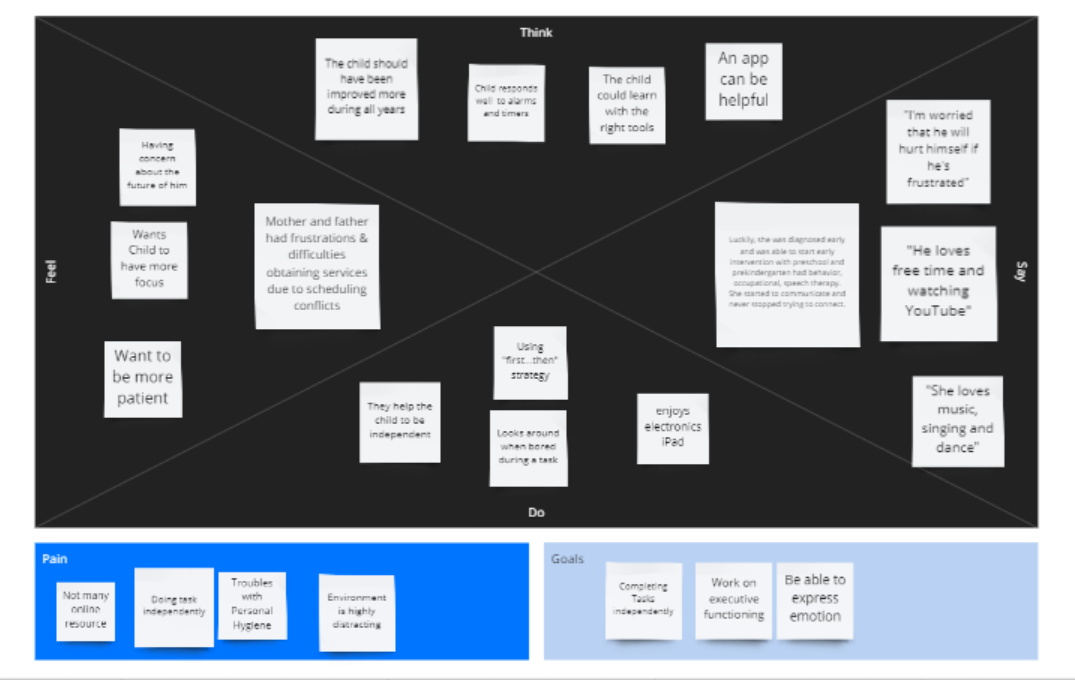 Think
The child should
have been
improved more
during all years
Child responds
well to alarms
and timers
The child
could learn
with the
right tools
An app
can be
helpful
Feel
Having
concern
about the
future of him
Wants
Child to
have more
focus
Want to
be more
patient
Mother and father
had frustrations &
difficulties
obtaining services
due to scheduling
conflicts
Say
"I'm worried
that he will
hurt himself if
he's
frustrated"
Luckily, she was diagnosed early
and was able to start early
intervention with preschool and
prekindergarten had behavior,
occupational, speech therapy.
She started to communicate and
never stopped trying to connect.
"He loves
free time and
watching
YouTube"
"She loves
music,
singing and
dance"
Using
"first...then"
strategy
They help the
child to be
independent
Looks around
when bored
during a task
enjoys
electronics
iPad
Do
Pain
Not many
online
resource
Doing task
independently
Troubles
with
Personal
Hygiene
Environment
is highly
distracting
Goals
Completing
Tasks
independently
Work on
executive
functioning
Be able to
express
emotion